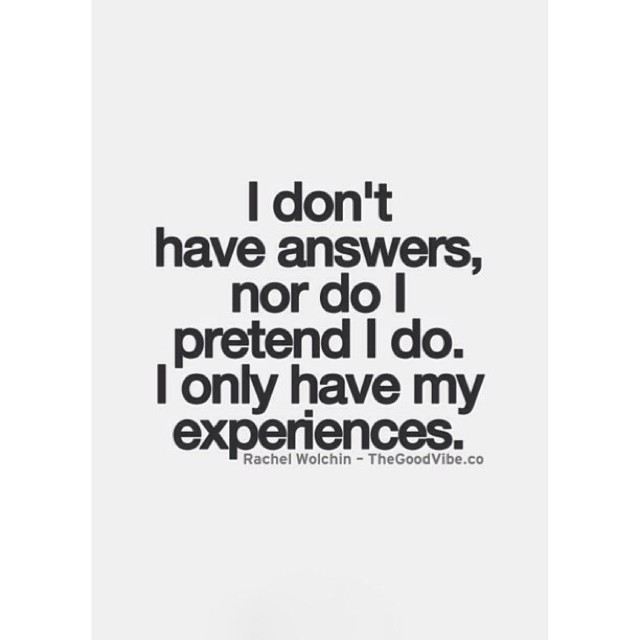 I don't
have answers,
nor do I
pretend I do.
I only have my
experiences.
Rachel Wolchin - TheGoodVibe.co